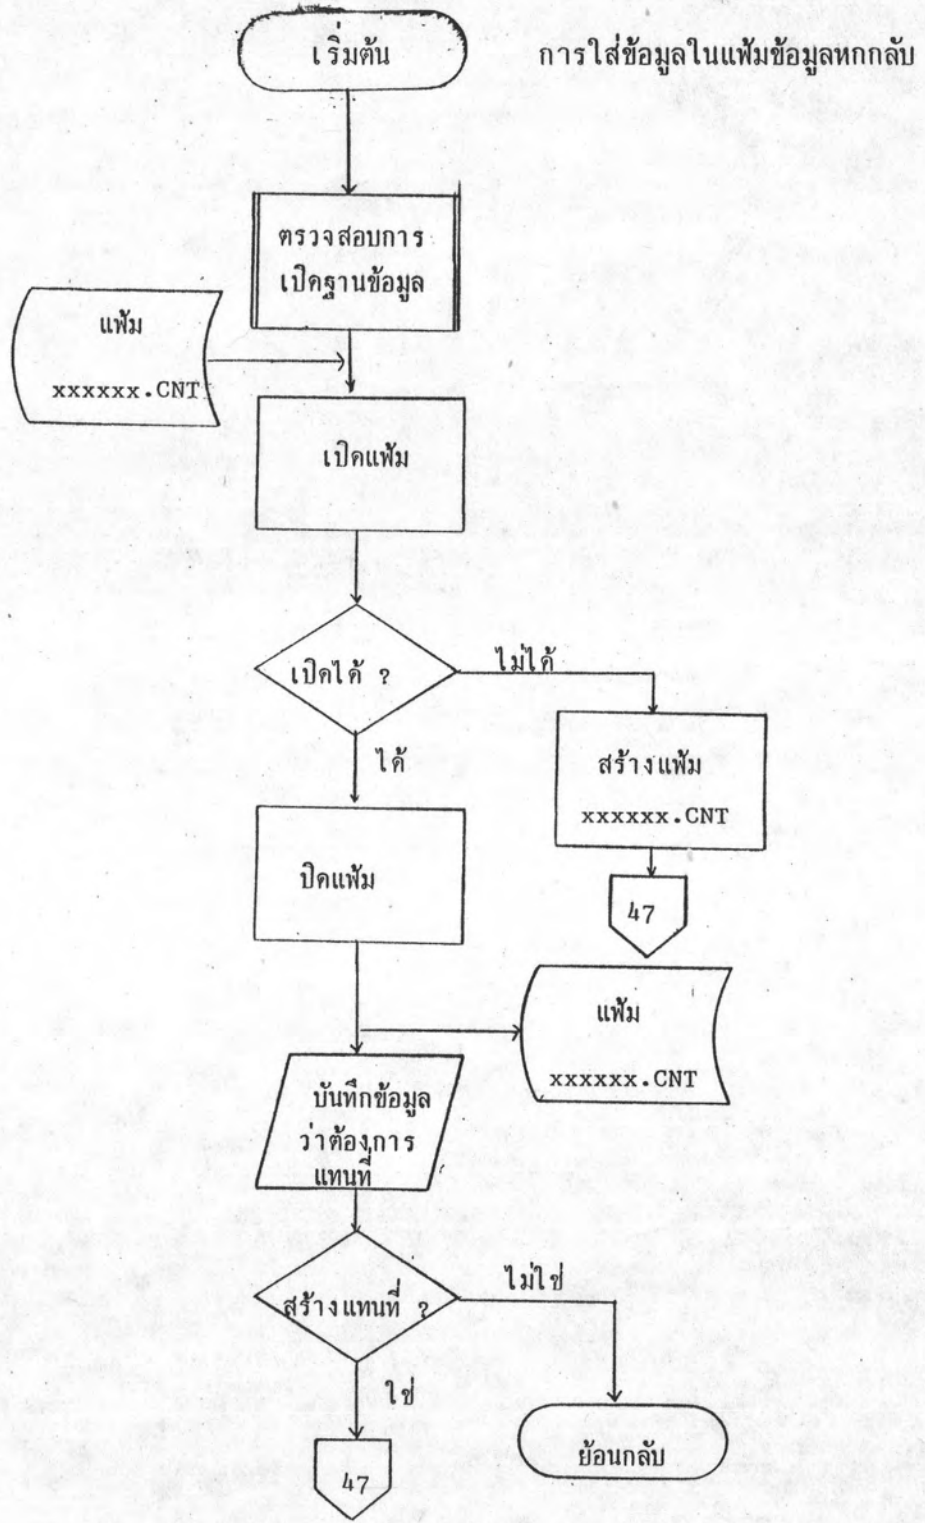 เริ่มต้น
การใส่ข้อมูลในแฟ้มข้อมูลหกกลับ
ตรวจสอบการ
เปิดฐานข้อมูล
แฟ้ม
xxxxxx.CNT
เปิดแฟ้ม
เปิดได้ ?
ไม่ได้
ได้
สร้างแฟ้ม
xxxxxx.CNT
ปิดแฟ้ม
47
แฟ้ม
xxxxxx.CNT
บันทึกข้อมูล
ว่าต้องการ
แทนที่
สร้างแทนที่ ?
ไม่ใช่
ใช่
ย้อนกลับ
47